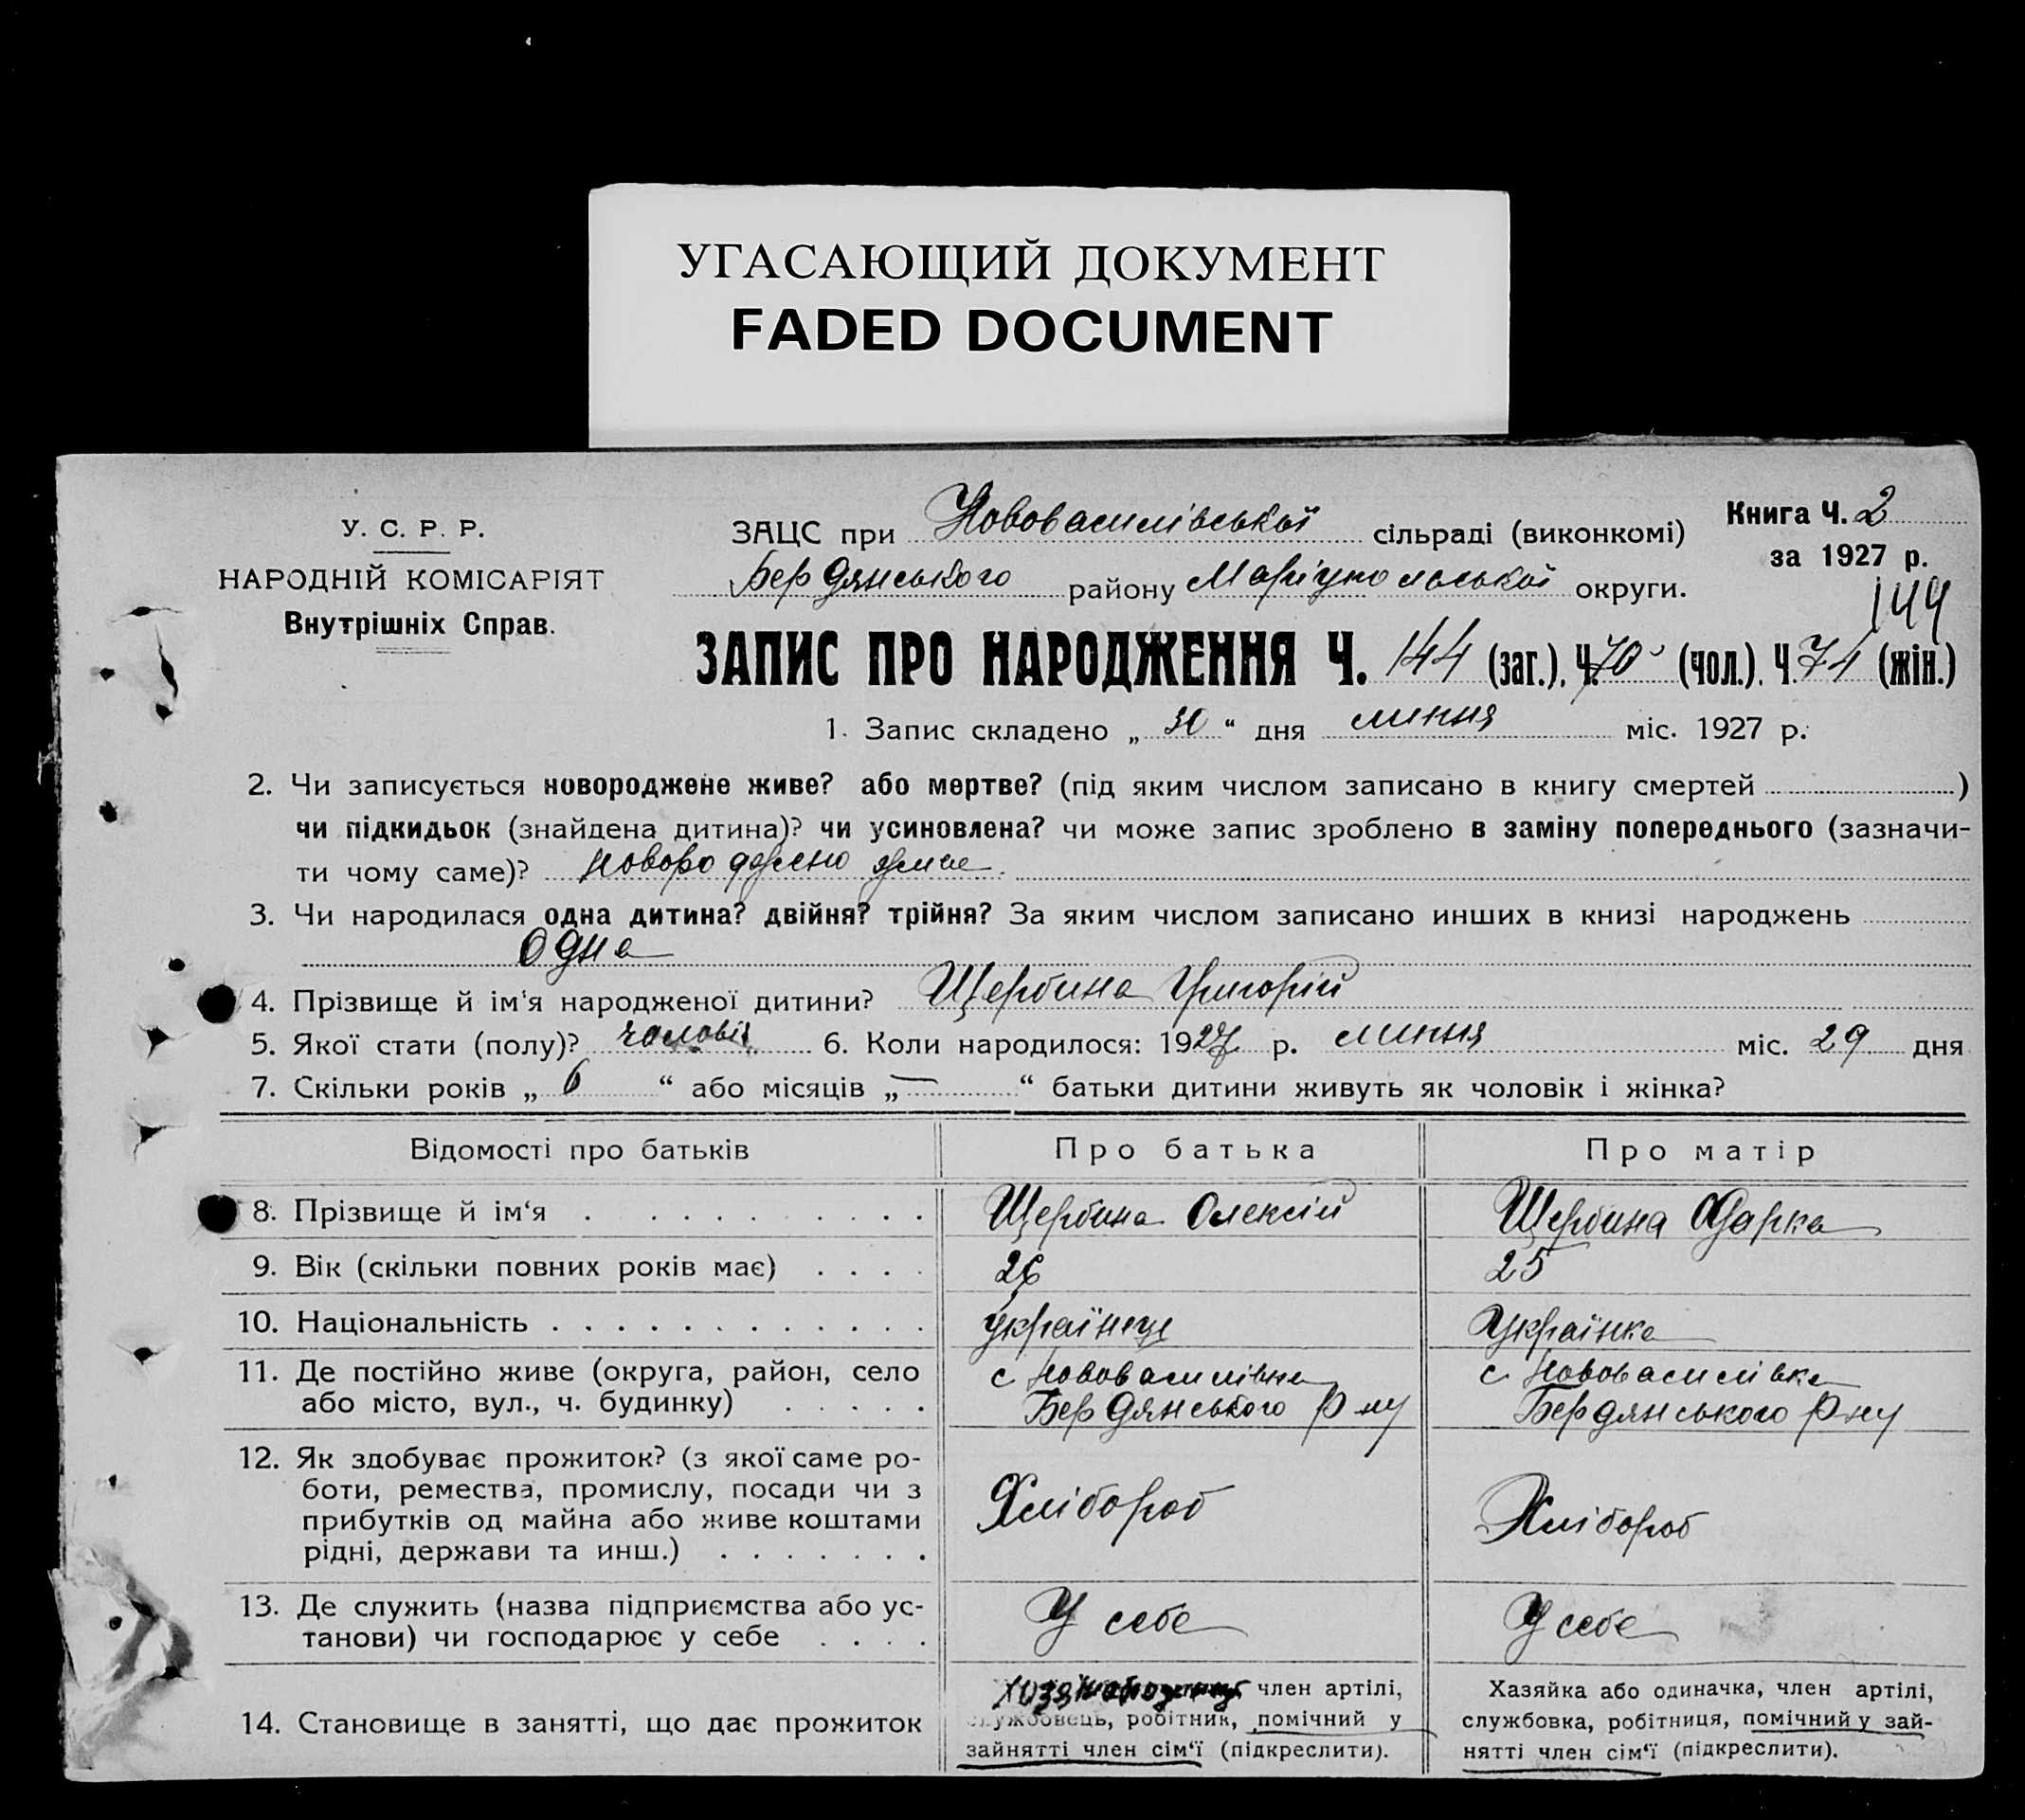 УГАСАЮЩИЙ ДОКУМЕНТ
FADED DOCUMENT
У. С. Р. Р.
НАРОДНІЙ КОМІСАРІЯТ
Внутрішніх Справ.
ЗАЦС при Нововасилівської сільраді (виконкомі)
Бердянського району Маріупольської округи.
Книга Ч. 2
за 1927 р.
144
ЗАПИС ПРО НАРОДЖЕННЯ Ч. 144 (заг.), Ч. 70 (чол.), Ч. 74 (жін.)
1. Запис складено „ 30 “ дня липня міс. 1927 р.
2. Чи записується новороджене живе? або мертве? (під яким числом записано в книгу смертей )
чи підкидьок (знайдена дитина)? чи усиновлена? чи може запис зроблено в заміну попереднього (зазначи-
ти чому саме)? новороджено живе.
3. Чи народилася одна дитина? двійня? трійня? За яким числом записано инших в книзі народжень
Одна
4. Прізвище й ім'я народженої дитини? Щербина Григорій
5. Якої стати (полу)? чоловіч. 6. Коли народилося: 1927 р. липня міс. 29 дня
7. Скільки років „ 6 “ або місяців „ — “ батьки дитини живуть як чоловік і жінка?
Відомості про батьків Про батька Про матір
8. Прізвище й ім‘я Щербина Олексій Щербина Одарка
9. Вік (скільки повних років має) 26 25
10. Національність українець Українка
11. Де постійно живе (округа, район, село с Нововасилівка с. Нововасилівка
або місто, вул., ч. будинку) Бердянського р-ну Бердянського р-ну
12. Як здобуває прожиток? (з якої саме ро-
боти, ремества, промислу, посади чи з Хлібороб Хлібороб
прибутків од майна або живе коштами
рідні, держави та инш.)
13. Де служить (назва підприємства або ус- У себе У себе
танови) чи господарює у себе
член артілі, Хазяйка або одиначка, член артілі,
14. Становище в занятті, що дає прожиток службовець, робітник, помічний у службовка, робітниця, помічний у зай-
зайнятті член сім‘ї (підкреслити). нятті член сім‘ї (підкреслити).